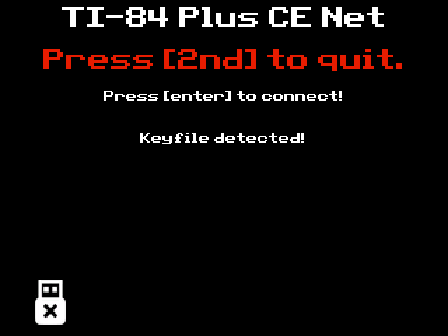 TI-84 Plus CE Net
Press [2nd] to quit.
Press [enter] to connect!
Keyfile detected!